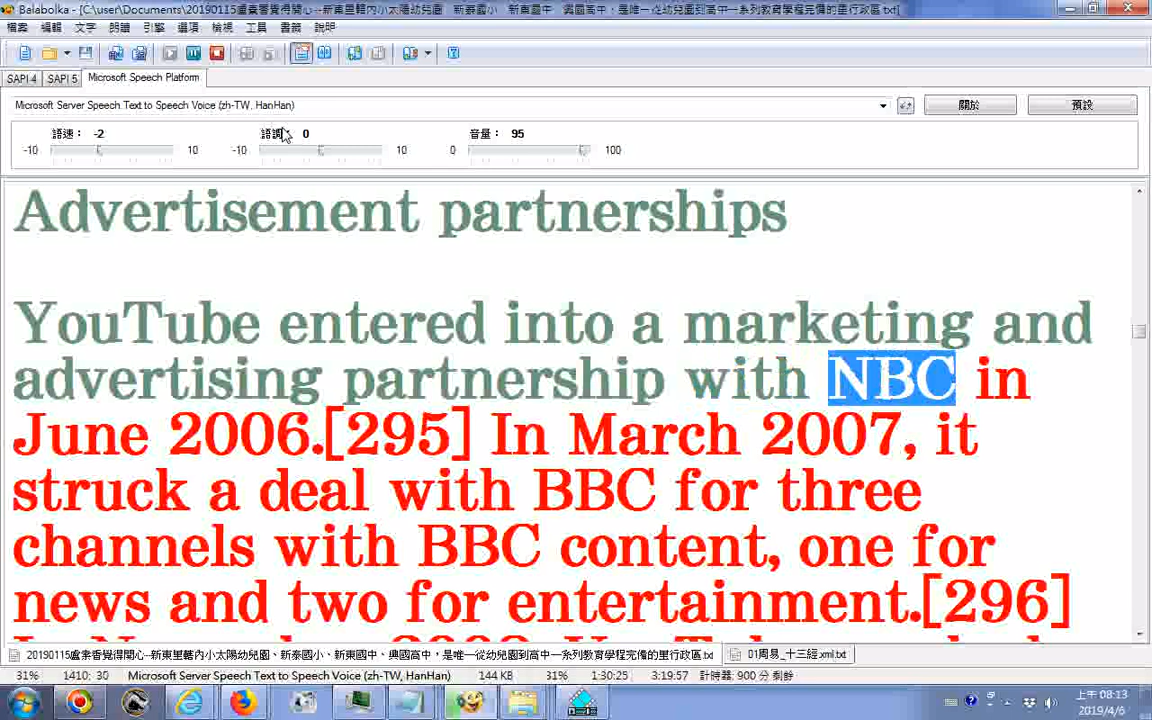 Balabolka - [C:\user\Documents\20190115盧素香覺得開心--新東里轄內小太陽幼兒園 新泰國小 新東國中 興國高中，是唯一從幼兒園到高中一系列教育學程完備的里行政區.txt]
檔案 編輯 文字 朗讀 引擎 選項 檢視 工具 書籤 說明
SAPI 4 SAPI 5 Microsoft Speech Platform
Microsoft Server Speech Text to Speech Voice (zh-TW, HanHan) 關於 預設
語速： -2 語調： 0 音量： 95
-10 10 -10 10 0 100
Advertisement partnerships
YouTube entered into a marketing and
advertising partnership with NBC in
June 2006.[295] In March 2007, it
struck a deal with BBC for three
channels with BBC content, one for
news and two for entertainment.[296]
20190115盧素香覺得開心--新東里轄內小太陽幼兒園、新泰國小、新東國中、興國高中，是唯一從幼兒園到高中一系列教育學程完備的里行政區.txt 01周易_十三經.xml.txt
31% 1410: 30 Microsoft Server Speech Text to Speech Voice (zh-TW, HanHan) 144 KB 31% 1:30:25 3:19:57 計時器: 900 分 剩餘
上午 08:13
2019/4/6